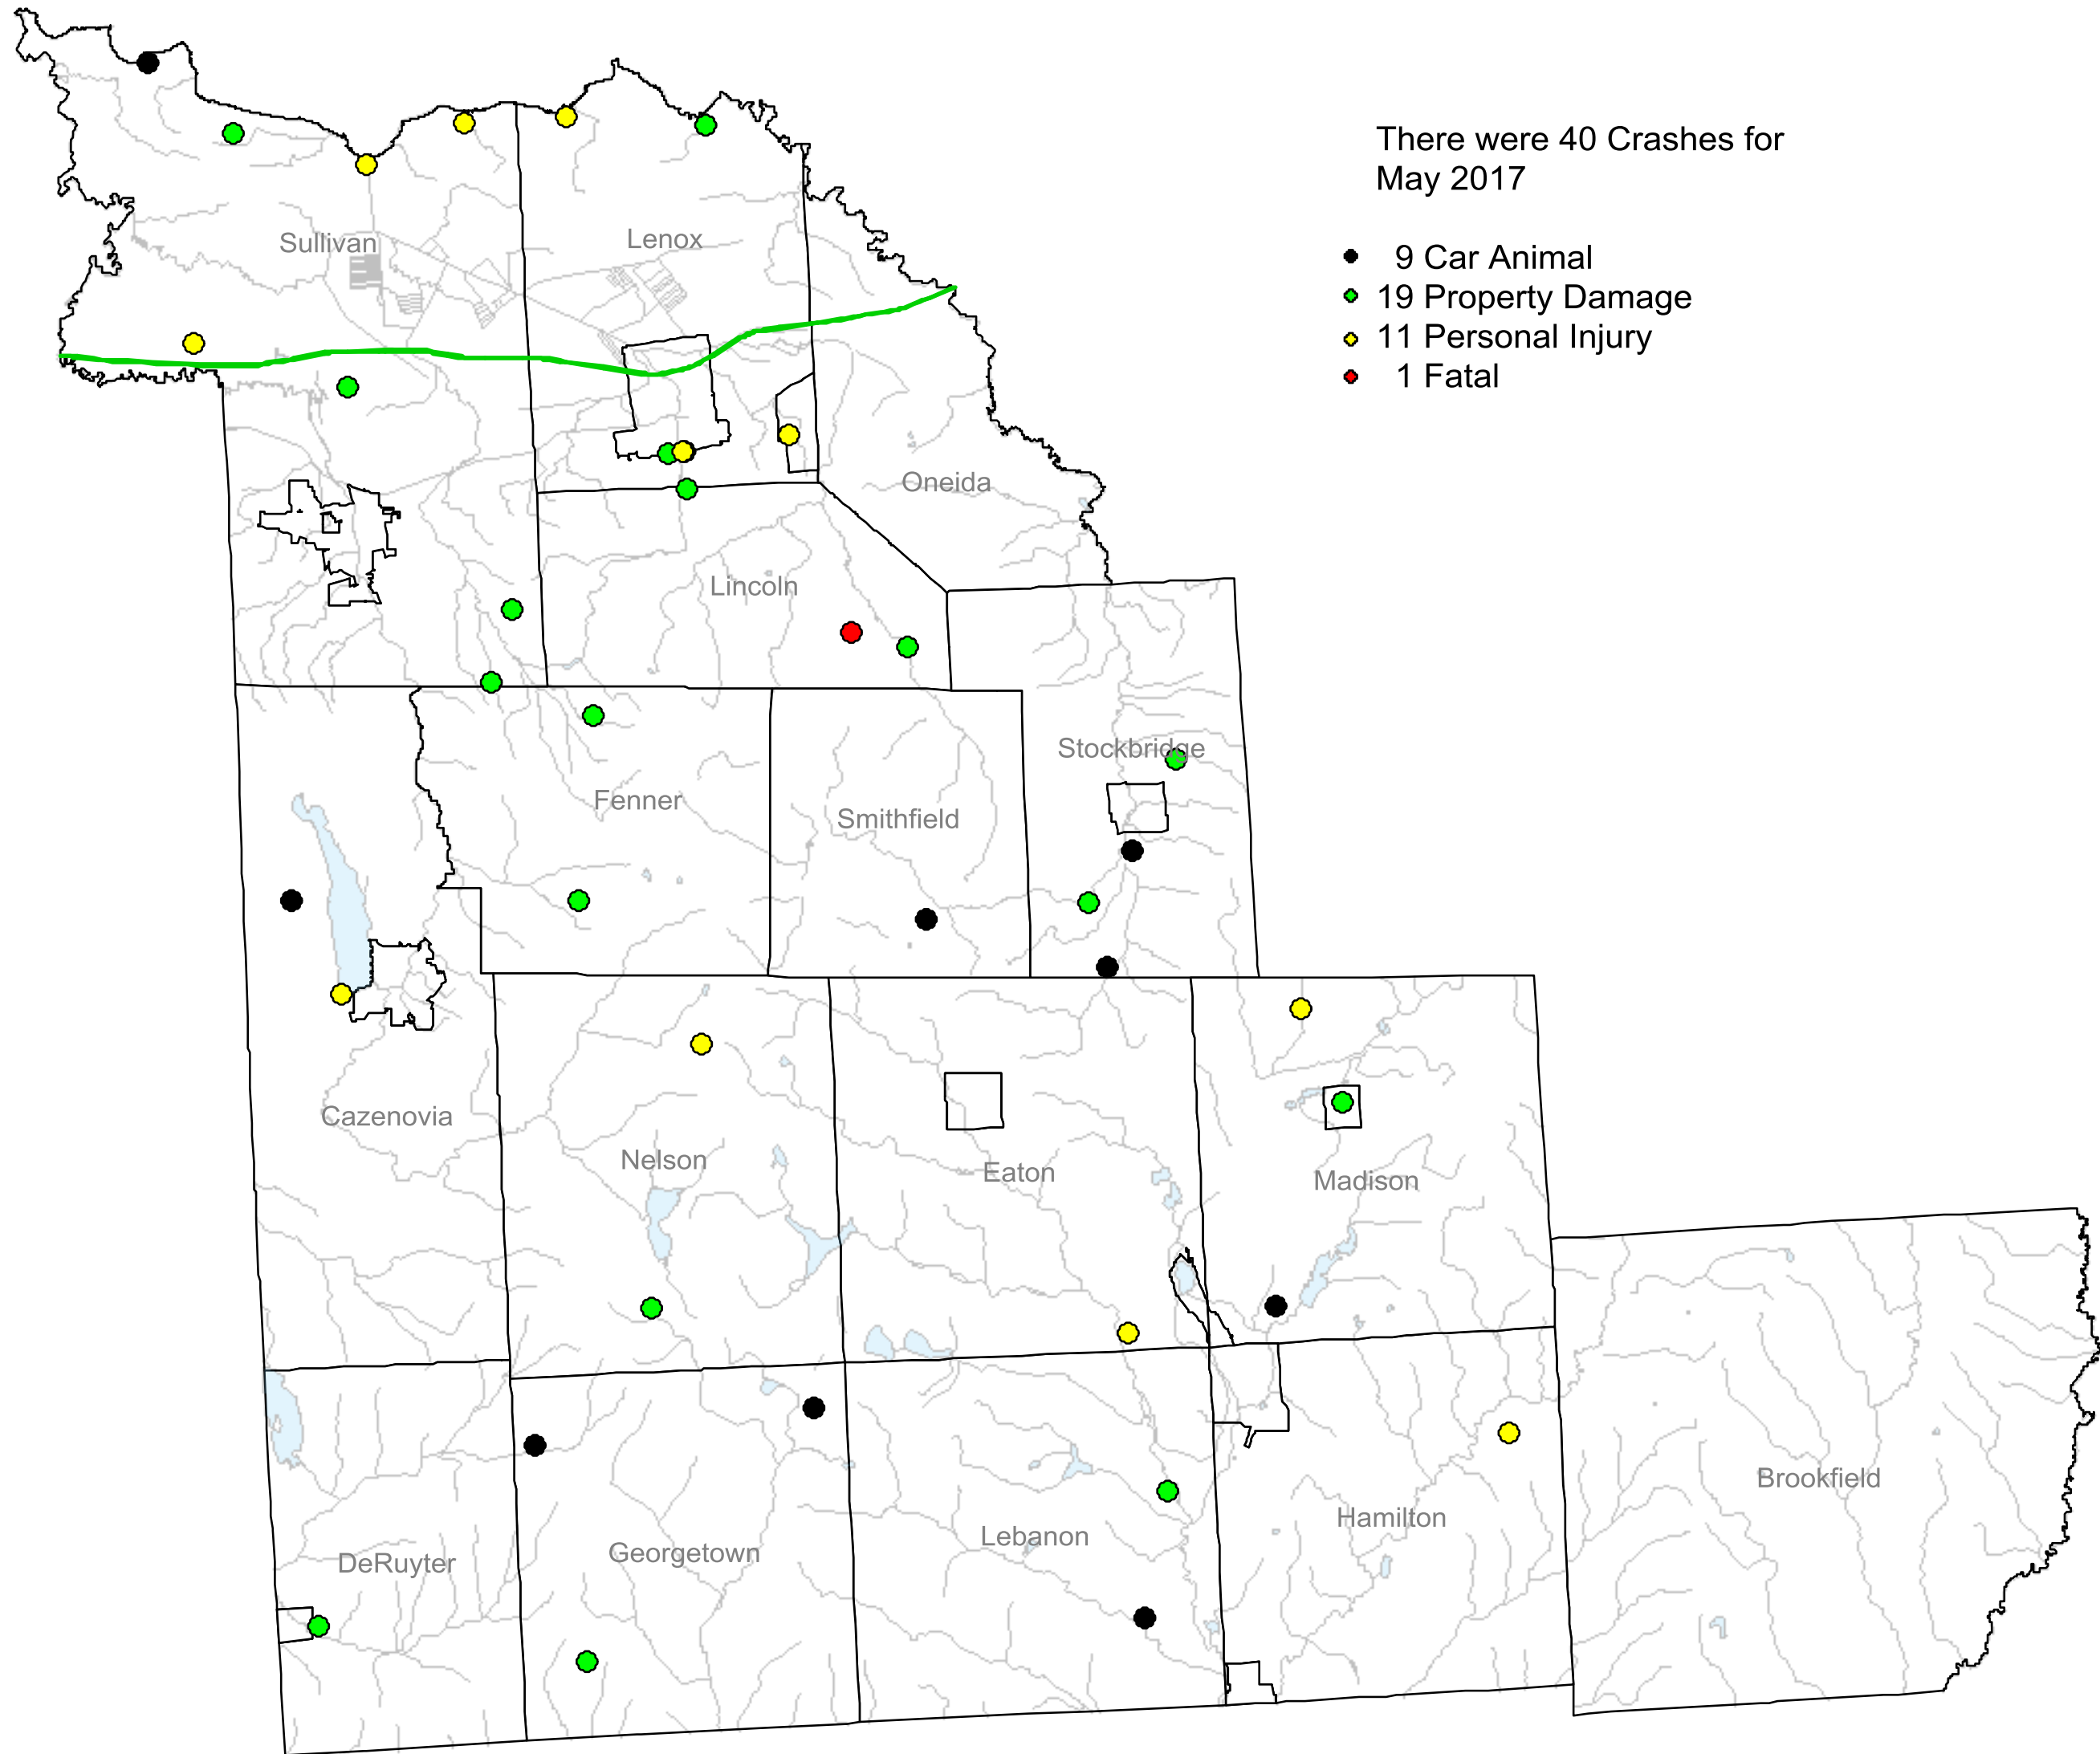 There were 40 Crashes for
May 2017
9 Car Animal
19 Property Damage
11 Personal Injury
1 Fatal
Sullivan
Lenox
Oneida
Lincoln
Stockbridge
Fenner
Smithfield
Cazenovia
Nelson
Eaton
Madison
Brookfield
Hamilton
Lebanon
Georgetown
DeRuyter